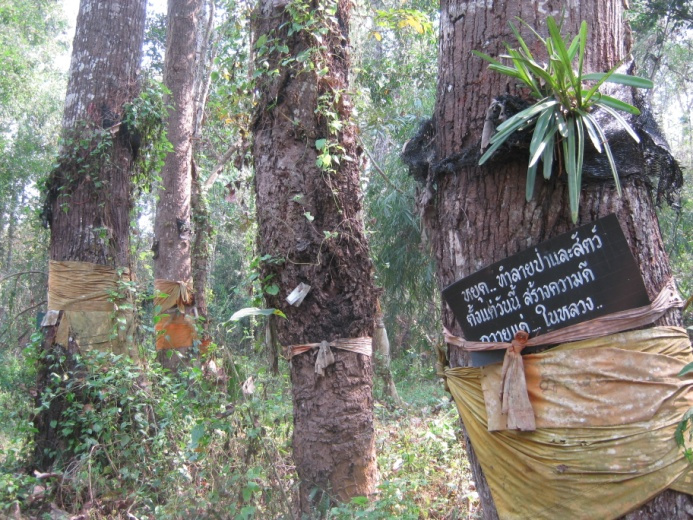 หยุด..ทำลายป่าและสัตว์
ตั้งแต่วันนี้ สร้างความดี
ถวายแด่...ในหลวง..